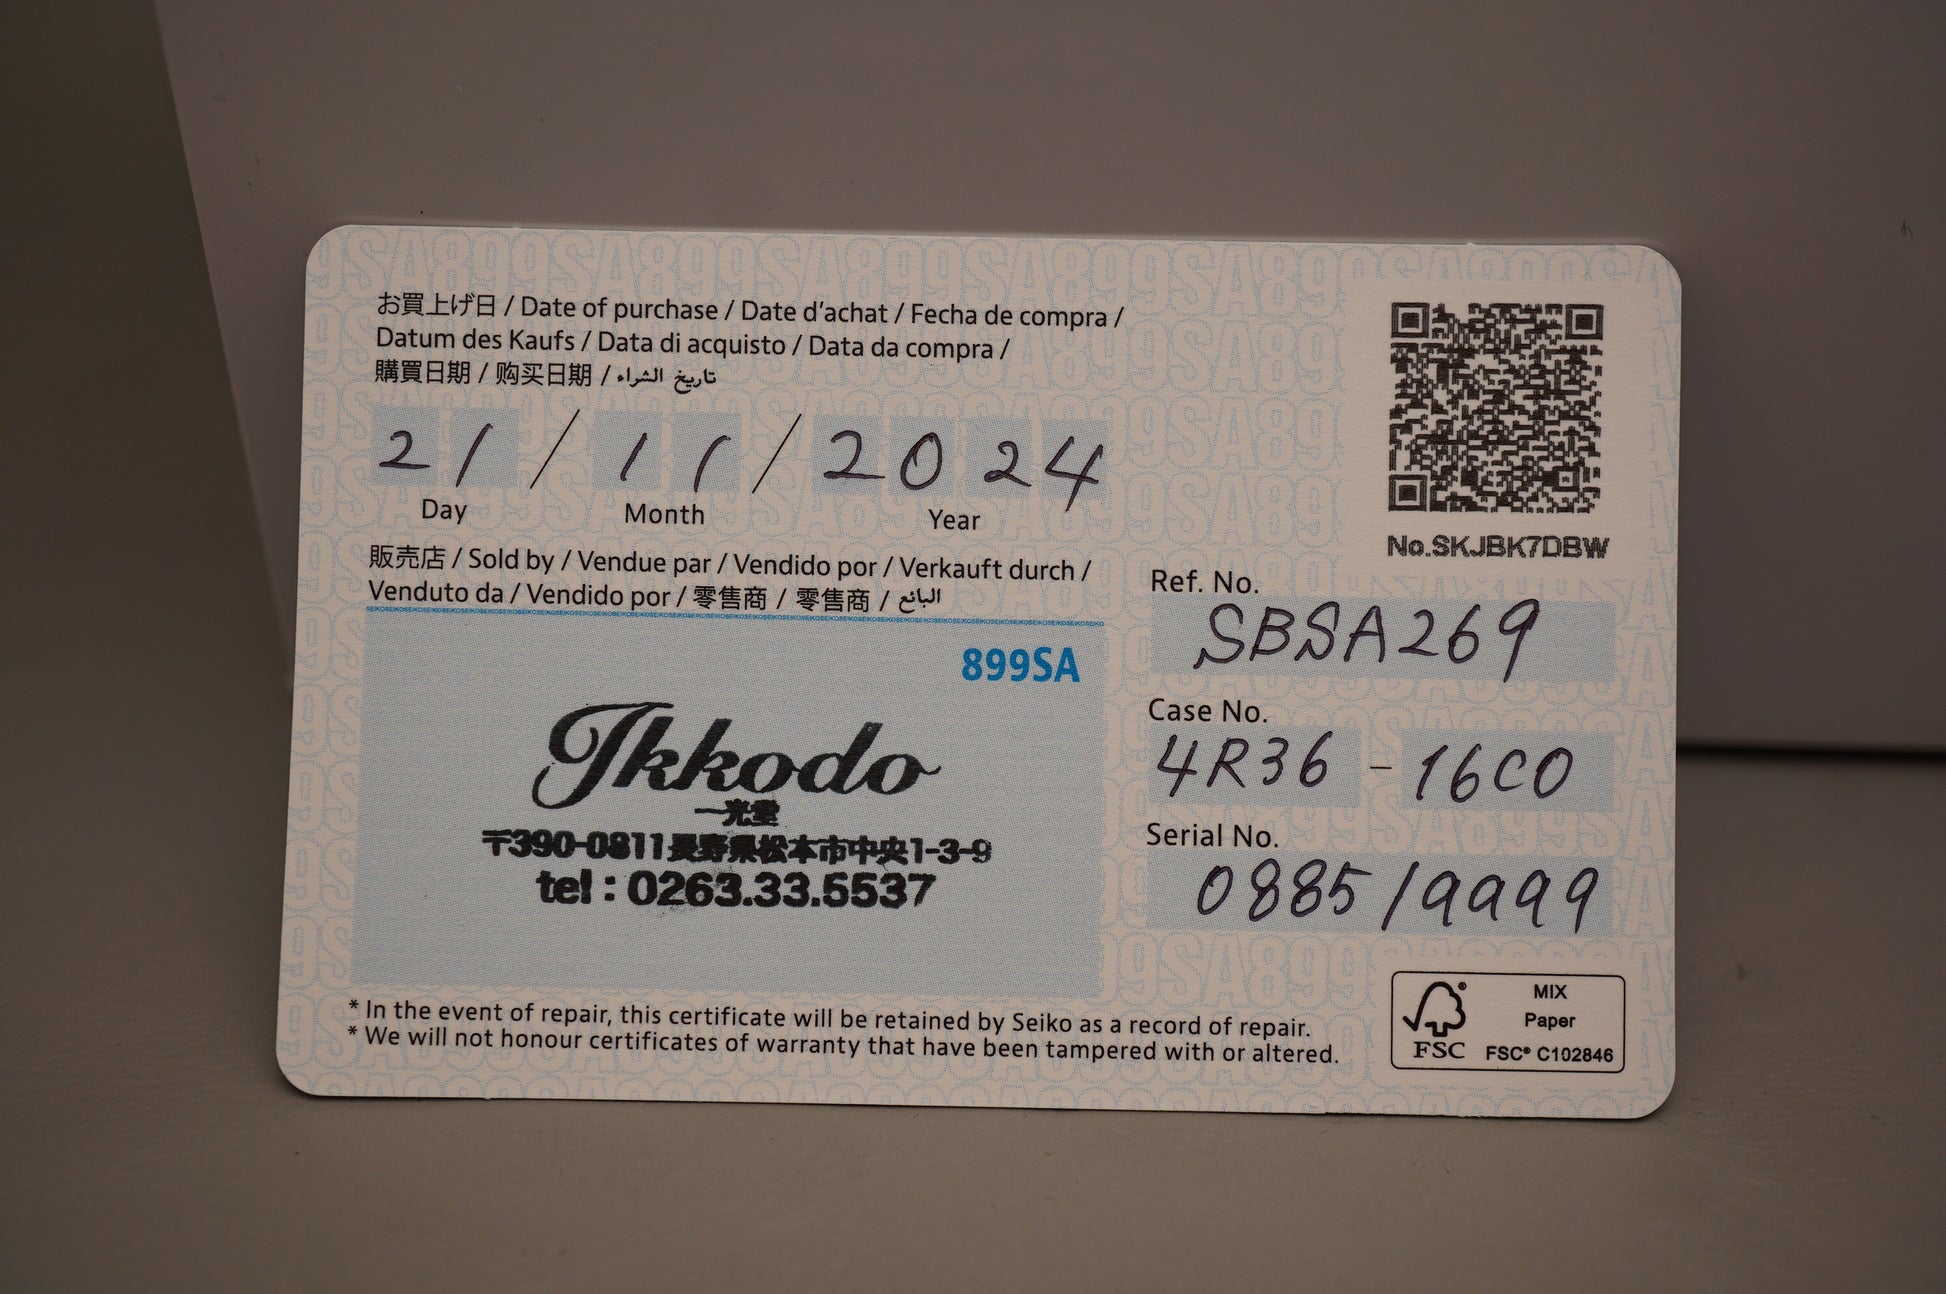 お買上げ日 / Date of purchase / Date d'achat / Fecha de compra /
Datum des Kaufs / Data di acquisto / Data da compra /
購買日期 / 购买日期 / تاريخ الشراء
21 / 11 / 2024
Day Month Year
販売店 / Sold by / Vendue par / Vendido por / Verkauft durch /
Venduto da / Vendido por / 零售商 / 零售商 / البائع
899SA
Ikkodo
一光堂
〒390-0811長野県松本市中央1-3-9
tel : 0263.33.5537
No.SKJBK7DBW
Ref. No.
SBSA269
Case No.
4R36 - 16C0
Serial No.
0885/9999
* In the event of repair, this certificate will be retained by Seiko as a record of repair.
* We will not honour certificates of warranty that have been tampered with or altered.
MIX
Paper
FSC FSC® C102846